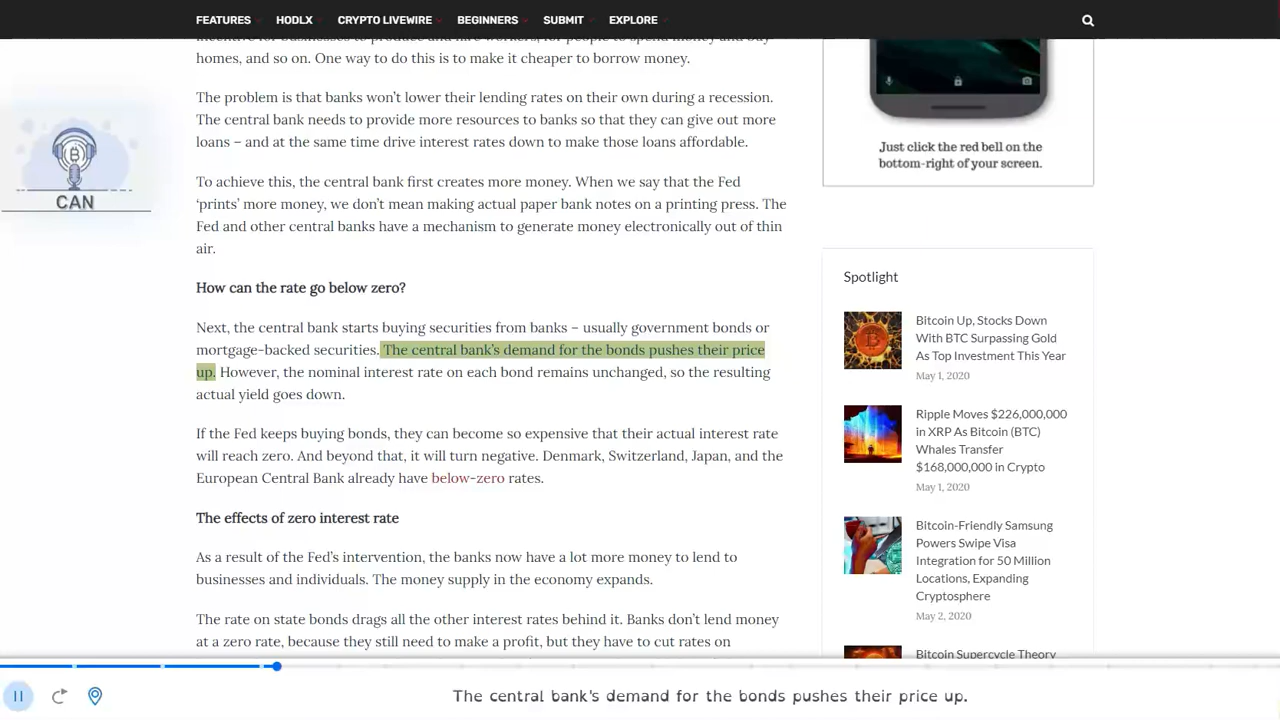 FEATURES HODLX CRYPTO LIVEWIRE BEGINNERS SUBMIT EXPLORE
incentive for businesses to produce and hire workers, for people to spend money and buy
homes, and so on. One way to do this is to make it cheaper to borrow money.
The problem is that banks won’t lower their lending rates on their own during a recession.
The central bank needs to provide more resources to banks so that they can give out more
loans – and at the same time drive interest rates down to make those loans affordable.
To achieve this, the central bank first creates more money. When we say that the Fed
‘prints’ more money, we don’t mean making actual paper bank notes on a printing press. The
Fed and other central banks have a mechanism to generate money electronically out of thin
air.
How can the rate go below zero?
Next, the central bank starts buying securities from banks – usually government bonds or
mortgage-backed securities. The central bank’s demand for the bonds pushes their price
up. However, the nominal interest rate on each bond remains unchanged, so the resulting
actual yield goes down.
If the Fed keeps buying bonds, they can become so expensive that their actual interest rate
will reach zero. And beyond that, it will turn negative. Denmark, Switzerland, Japan, and the
European Central Bank already have below-zero rates.
The effects of zero interest rate
As a result of the Fed’s intervention, the banks now have a lot more money to lend to
businesses and individuals. The money supply in the economy expands.
The rate on state bonds drags all the other interest rates behind it. Banks don’t lend money
at a zero rate, because they still need to make a profit, but they have to cut rates on
CAN
Just click the red bell on the
bottom-right of your screen.
Spotlight
Bitcoin Up, Stocks Down
With BTC Surpassing Gold
As Top Investment This Year
May 1, 2020
Ripple Moves $226,000,000
in XRP As Bitcoin (BTC)
Whales Transfer
$168,000,000 in Crypto
May 1, 2020
Bitcoin-Friendly Samsung
Powers Swipe Visa
Integration for 50 Million
Locations, Expanding
Cryptosphere
May 2, 2020
Bitcoin Supercycle Theory
The central bank's demand for the bonds pushes their price up.